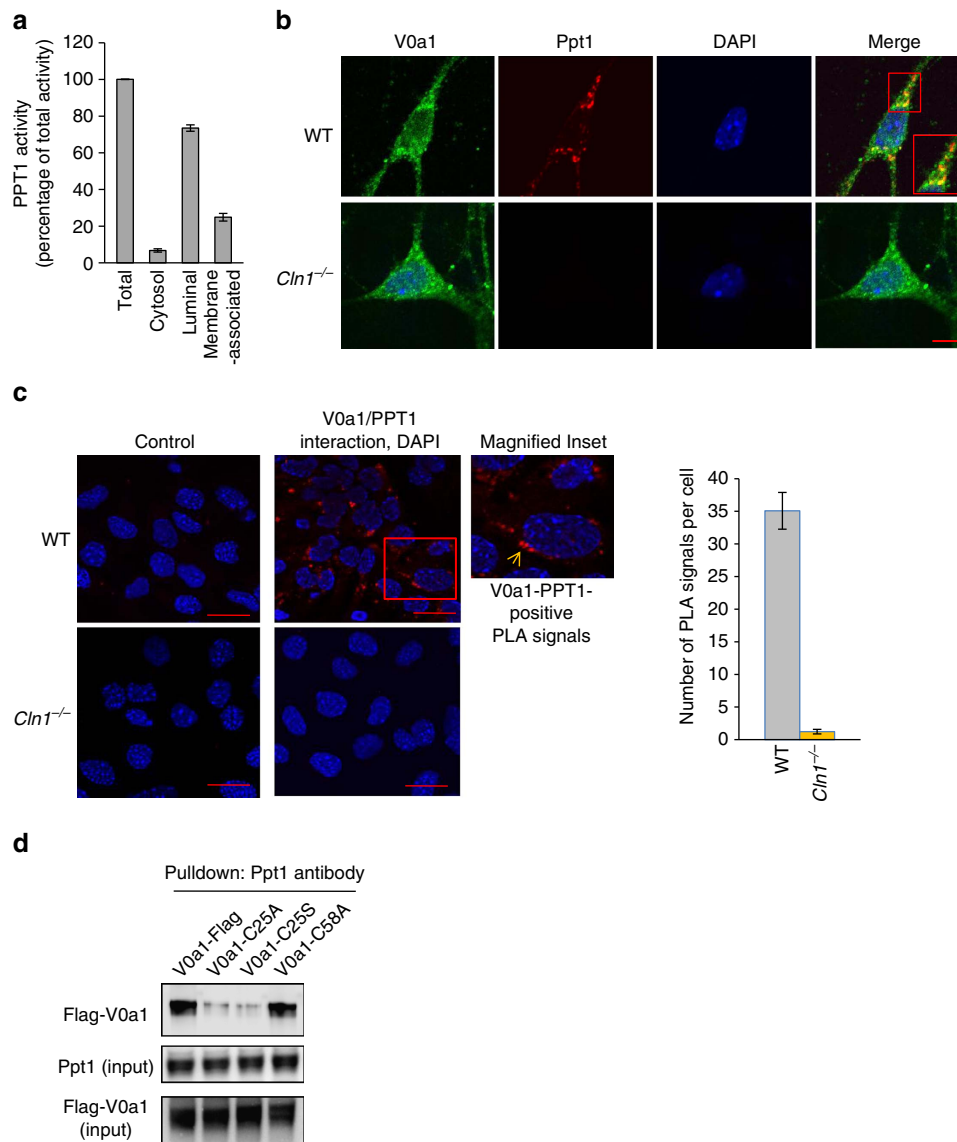 a
PPT1 activity
(percentage of total activity)
120
100
80
60
40
20
0
Total
Cytosol
Luminal
Membrane
-associated
b
V0a1
Ppt1
DAPI
Merge
WT
Cln1–/–
c
Control
V0a1/PPT1
interaction, DAPI
Magnified Inset
WT
V0a1-PPT1-
positive
PLA signals
Cln1–/–
Number of PLA signals per cell
40
35
30
25
20
15
10
5
0
WT
Cln1–/–
d
Pulldown: Ppt1 antibody
V0a1-Flag
V0a1-C25A
V0a1-C25S
V0a1-C58A
Flag-V0a1
Ppt1 (input)
Flag-V0a1
(input)